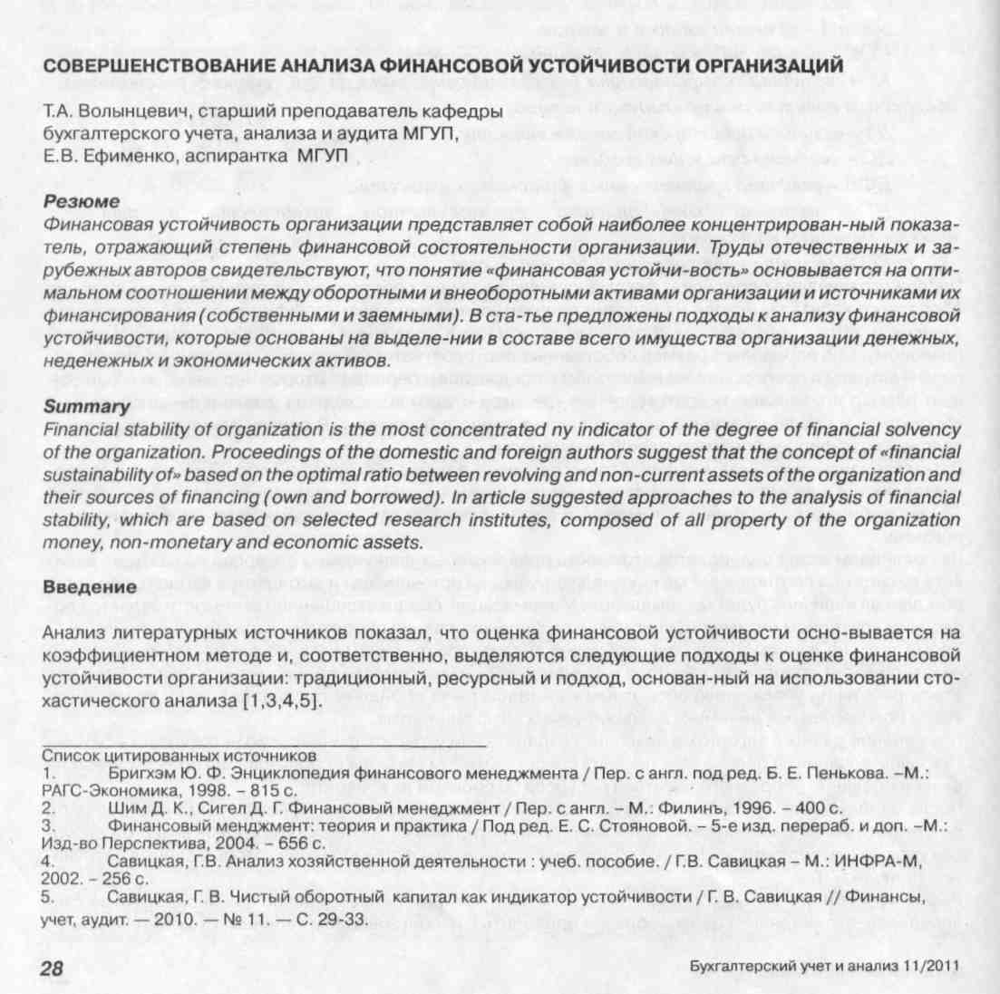 СОВЕРШЕНСТВОВАНИЕ АНАЛИЗА ФИНАНСОВОЙ УСТОЙЧИВОСТИ ОРГАНИЗАЦИЙ
Т.А. Волынцевич, старший преподаватель кафедры
бухгалтерского учета, анализа и аудита МГУП,
Е.В. Ефименко, аспирантка МГУП
Резюме
Финансовая устойчивость организации представляет собой наиболее концентрирован-ный показа-
тель, отражающий степень финансовой состоятельности организации. Труды отечественных и за-
рубежных авторов свидетельствуют, что понятие «финансовая устойчи-вость» основывается на опти-
мальном соотношении между оборотными и внеоборотными активами организации и источниками их
финансирования (собственными и заемными). В ста-тье предложены подходы к анализу финансовой
устойчивости, которые основаны на выделе-нии в составе всего имущества организации денежных,
неденежных и экономических активов.
Summary
Financial stability of organization is the most concentrated ny indicator of the degree of financial solvency
of the organization. Proceedings of the domestic and foreign authors suggest that the concept of «financial
sustainability of» based on the optimal ratio between revolving and non-current assets of the organization and
their sources of financing (own and borrowed). In article suggested approaches to the analysis of financial
stability, which are based on selected research institutes, composed of all property of the organization
money, non-monetary and economic assets.
Введение
Анализ литературных источников показал, что оценка финансовой устойчивости осно-вывается на
коэффициентном методе и, соответственно, выделяются следующие подходы к оценке финансовой
устойчивости организации: традиционный, ресурсный и подход, основан-ный на использовании сто-
хастического анализа [1,3,4,5].
Список цитированных источников
1. Бригхэм Ю. Ф. Энциклопедия финансового менеджмента / Пер. с англ. под ред. Б. Е. Пенькова. –М.:
РАГС-Экономика, 1998. – 815 с.
2. Шим Д. К., Сигел Д. Г. Финансовый менеджмент / Пер. с англ. – М.: Филинъ, 1996. – 400 с.
3. Финансовый менджмент: теория и практика / Под ред. Е. С. Стояновой. – 5-е изд. перераб. и доп. –М.:
Изд-во Перспектива, 2004. – 656 с.
4. Савицкая, Г.В. Анализ хозяйственной деятельности : учеб. пособие. / Г.В. Савицкая – М.: ИНФРА-М,
2002. – 256 с.
5. Савицкая, Г. В. Чистый оборотный капитал как индикатор устойчивости / Г. В. Савицкая // Финансы,
учет, аудит. — 2010. — № 11. — С. 29-33.
28
Бухгалтерский учет и анализ 11/2011